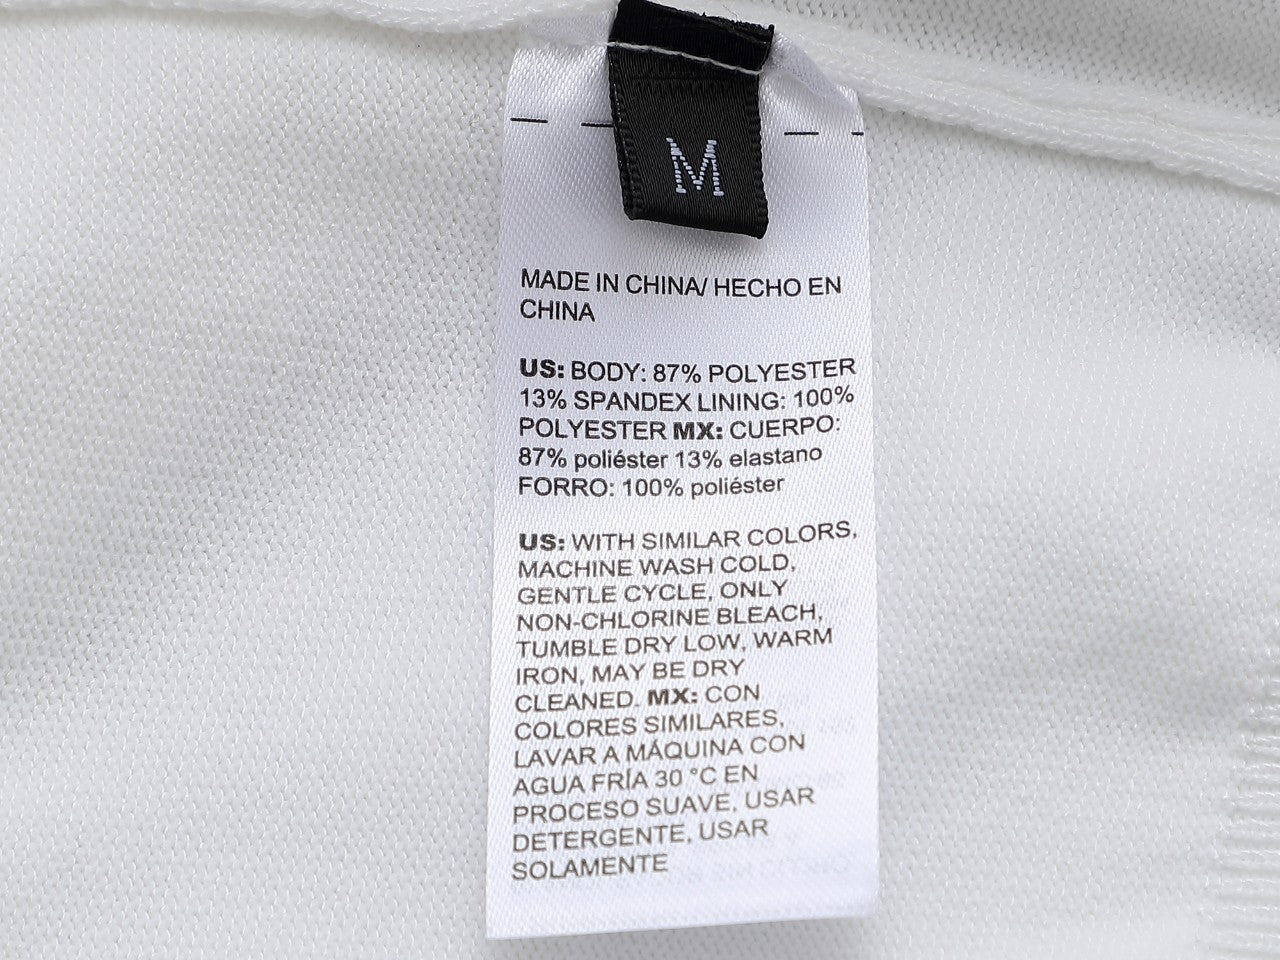 M
MADE IN CHINA/ HECHO EN
CHINA
US: BODY: 87% POLYESTER
13% SPANDEX LINING: 100%
POLYESTER MX: CUERPO:
87% poliéster 13% elastano
FORRO: 100% poliéster
US: WITH SIMILAR COLORS,
MACHINE WASH COLD,
GENTLE CYCLE, ONLY
NON-CHLORINE BLEACH,
TUMBLE DRY LOW, WARM
IRON, MAY BE DRY
CLEANED. MX: CON
COLORES SIMILARES,
LAVAR A MÁQUINA CON
AGUA FRÍA 30 °C EN
PROCESO SUAVE, USAR
DETERGENTE, USAR
SOLAMENTE